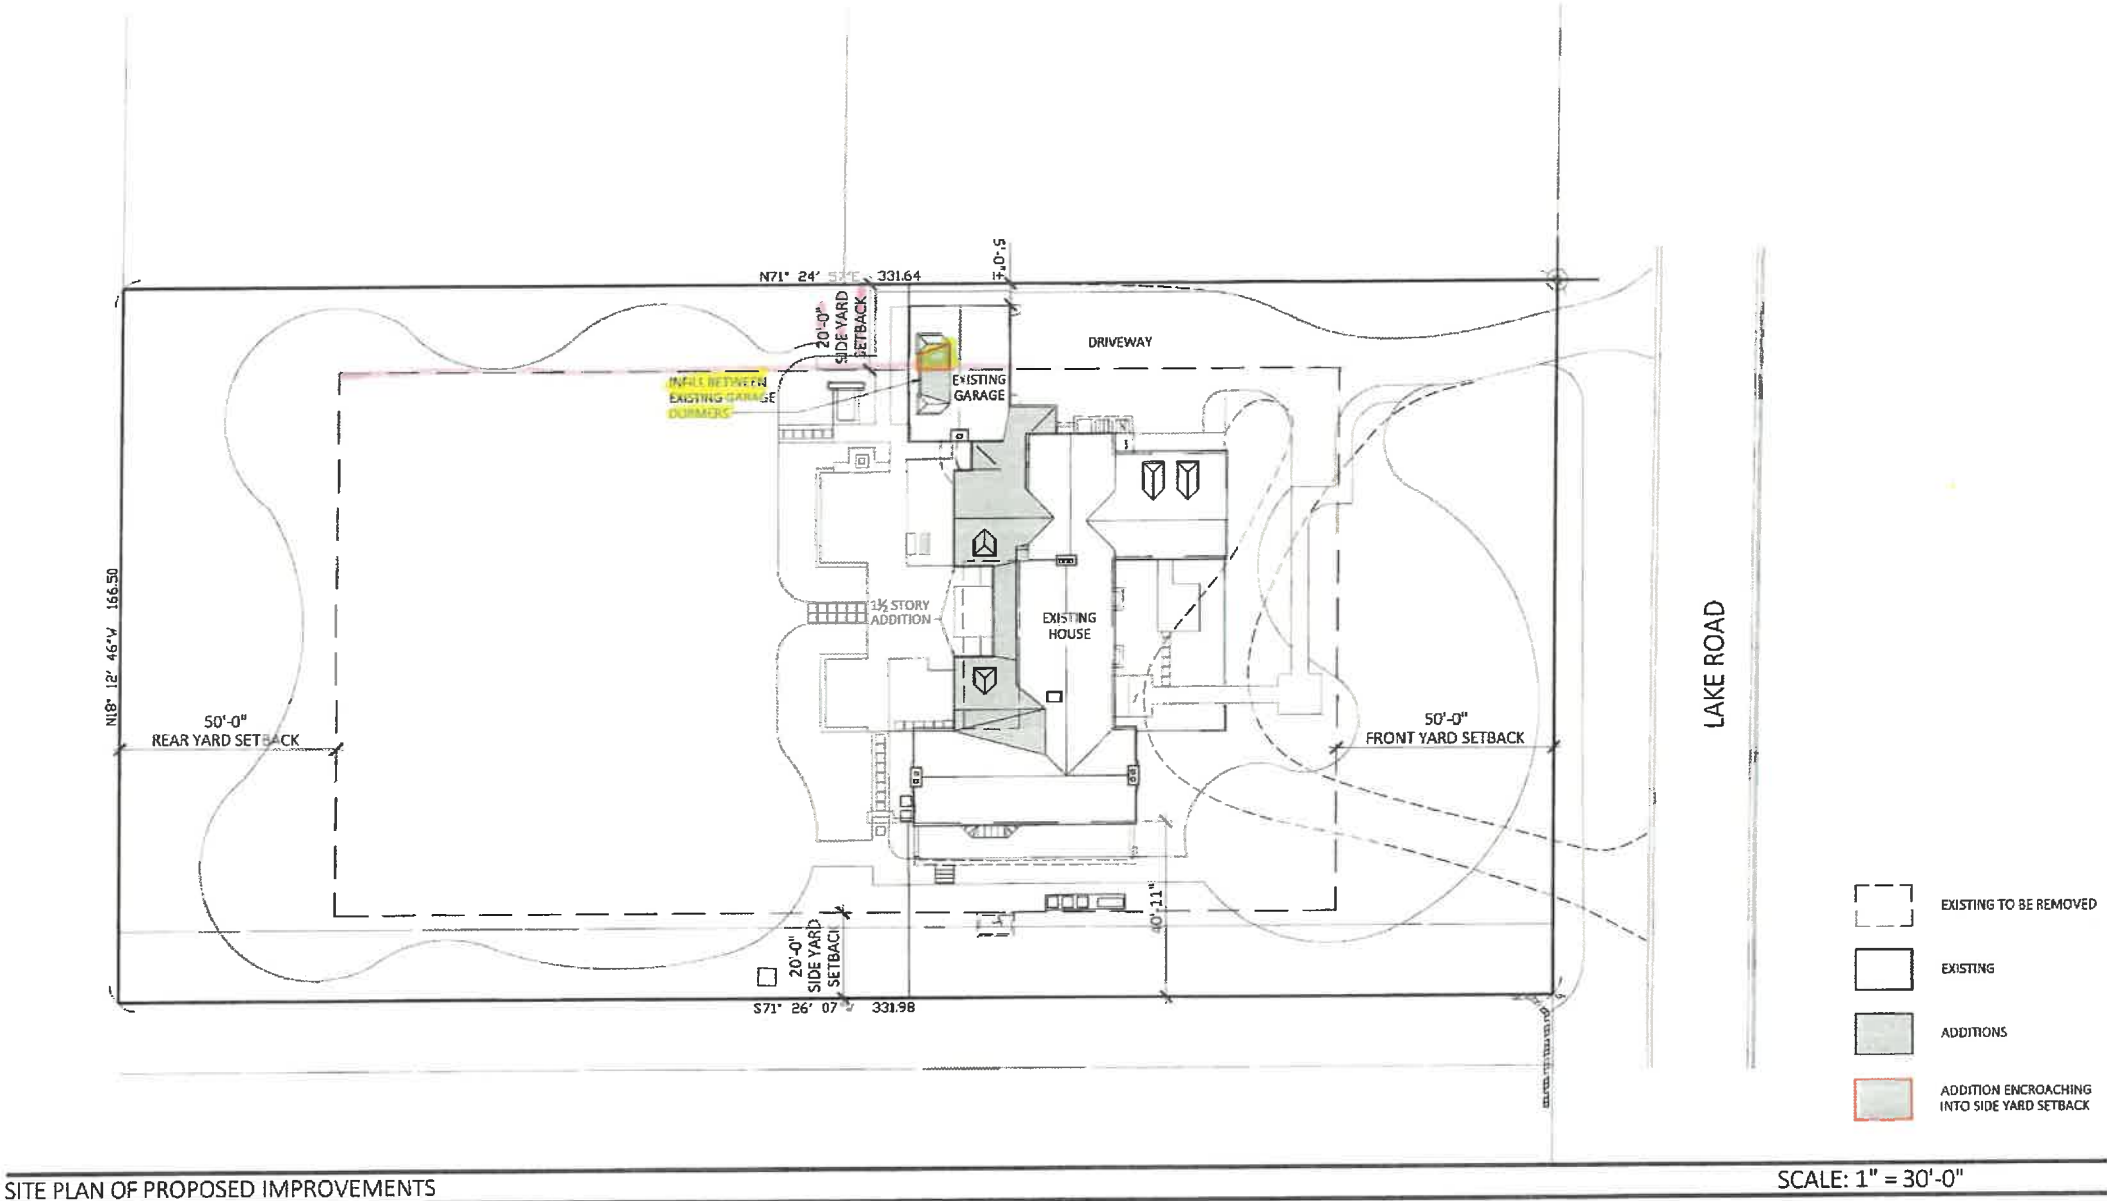 5'-0"±
N71° 24' 57"E 331.64
20'-0"
SIDE YARD
SETBACK
DRIVEWAY
INFILL BETWEEN
EXISTING GARAGE
DORMERS
EXISTING
GARAGE
N18° 12' 46"W 166.50
1½ STORY
ADDITION
EXISTING
HOUSE
LAKE ROAD
50'-0"
REAR YARD SETBACK
50'-0"
FRONT YARD SETBACK
40'-11"
20'-0"
SIDE YARD
SETBACK
S71° 26' 07" 331.98
EXISTING TO BE REMOVED
EXISTING
ADDITIONS
ADDITION ENCROACHING
INTO SIDE YARD SETBACK
SITE PLAN OF PROPOSED IMPROVEMENTS
SCALE: 1" = 30'-0"